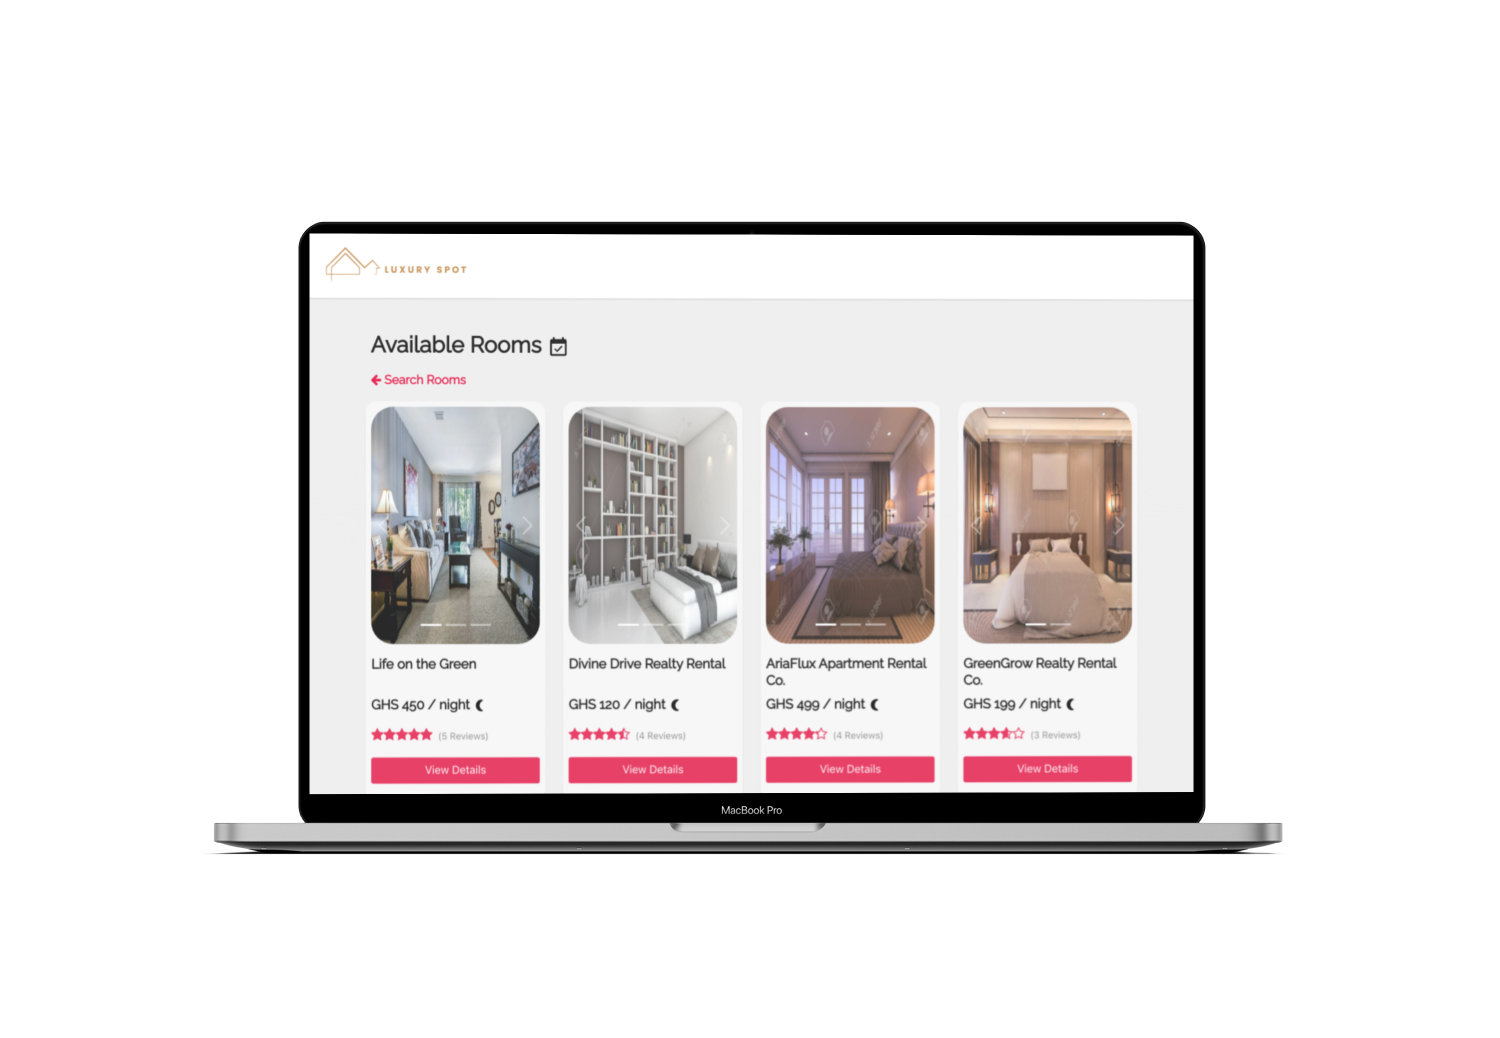 LUXURY SPOT
Available Rooms
Search Rooms
Life on the Green
GHS 450 / night
(5 Reviews)
View Details
Divine Drive Realty Rental
GHS 120 / night
(4 Reviews)
View Details
AriaFlux Apartment Rental
Co.
GHS 499 / night
(4 Reviews)
View Details
GreenGrow Realty Rental
Co.
GHS 199 / night
(3 Reviews)
View Details
MacBook Pro